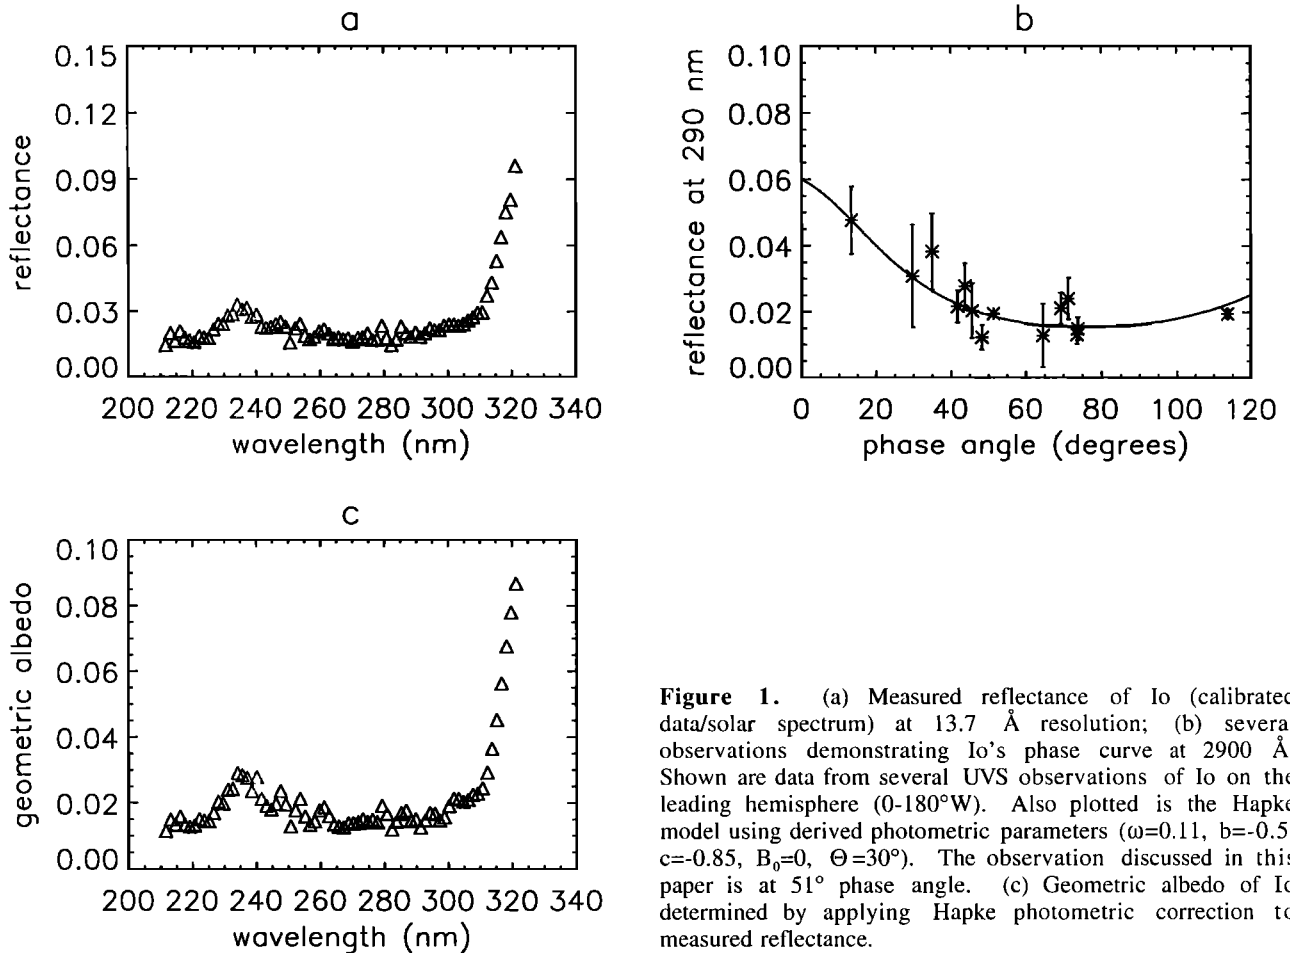 a
0.15
0.12
0.09
0.06
0.03
0.00
reflectance
200 220 240 260 280 300 320 340
wavelength (nm)
b
0.10
0.08
0.06
0.04
0.02
0.00
reflectance at 290 nm
0 20 40 60 80 100 120
phase angle (degrees)
c
0.10
0.08
0.06
0.04
0.02
0.00
geometric albedo
200 220 240 260 280 300 320 340
wavelength (nm)
Figure 1. (a) Measured reflectance of Io (calibrated
data/solar spectrum) at 13.7 Å resolution; (b) severa
observations demonstrating Io's phase curve at 2900 Å
Shown are data from several UVS observations of Io on the
leading hemisphere (0-180°W). Also plotted is the Hapke
model using derived photometric parameters (ω=0.11, b=-0.5
c=-0.85, B₀=0, Θ=30°). The observation discussed in this
paper is at 51° phase angle. (c) Geometric albedo of Io
determined by applying Hapke photometric correction to
measured reflectance.